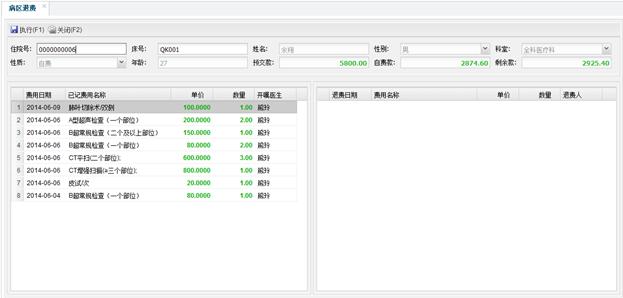 病区退费
执行(F1) 关闭(F2)
住院号: 0000000006 床号: QK001 姓名: 余翔 性别: 男 科室: 全科医疗科
性质: 自费 年龄: 27 预交款: 5800.00 自费款: 2874.60 剩余款: 2925.40
费用日期 已记费用名称 单价 数量 开嘱医生
1 2014-06-09 肺叶切除术/双侧 100.0000 1.00 熊玲
2 2014-06-06 A型超声检查（一个部位） 200.0000 2.00 熊玲
3 2014-06-06 B超常规检查（二个及以上部位） 150.0000 1.00 熊玲
4 2014-06-06 B超常规检查（一个部位） 80.0000 2.00 熊玲
5 2014-06-06 CT平扫(二个部位); 600.0000 3.00 熊玲
6 2014-06-06 CT增强扫描(≥三个部位); 800.0000 1.00 熊玲
7 2014-06-06 皮试/次 20.0000 1.00 熊玲
8 2014-06-04 B超常规检查（一个部位） 80.0000 1.00 熊玲
退费日期 费用名称 单价 数量 退费人